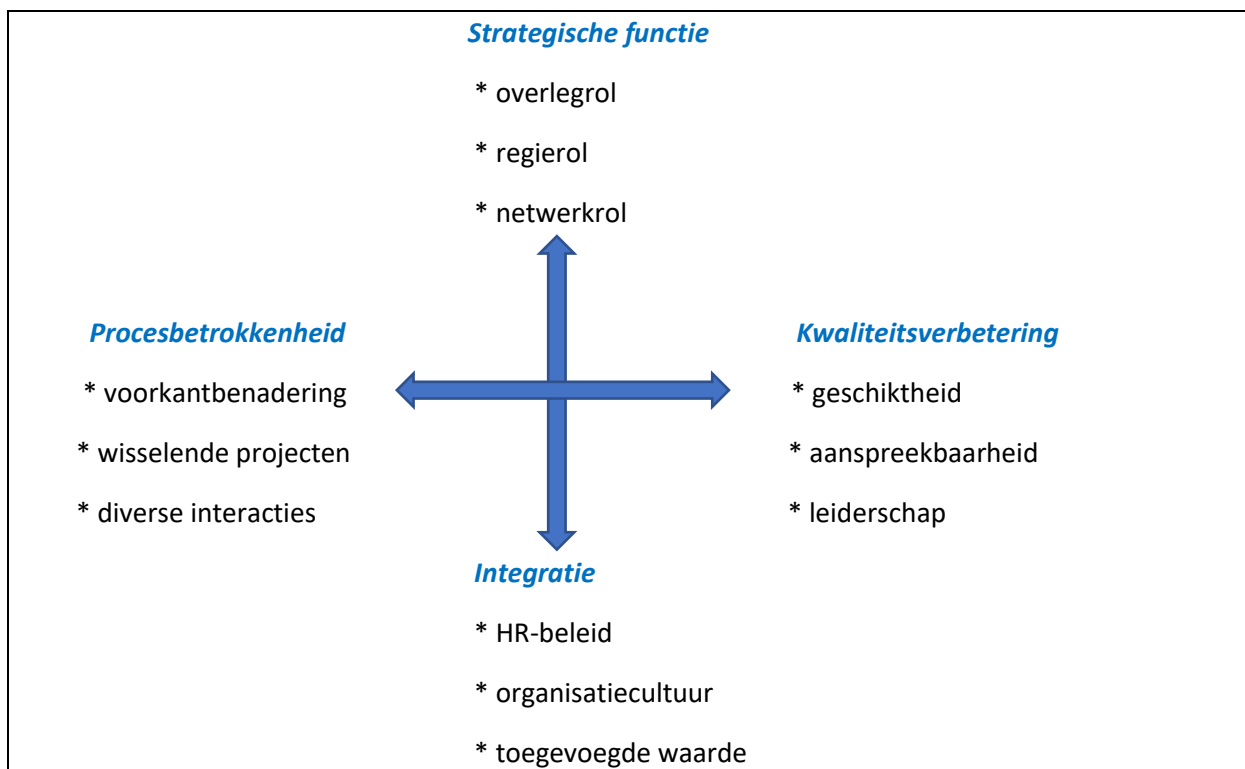 Strategische functie
* overlegrol
* regierol
* netwerkrol
Procesbetrokkenheid
* voorkantbenadering
* wisselende projecten
* diverse interacties
Kwaliteitsverbetering
* geschiktheid
* aanspreekbaarheid
* leiderschap
Integratie
* HR-beleid
* organisatiecultuur
* toegevoegde waarde